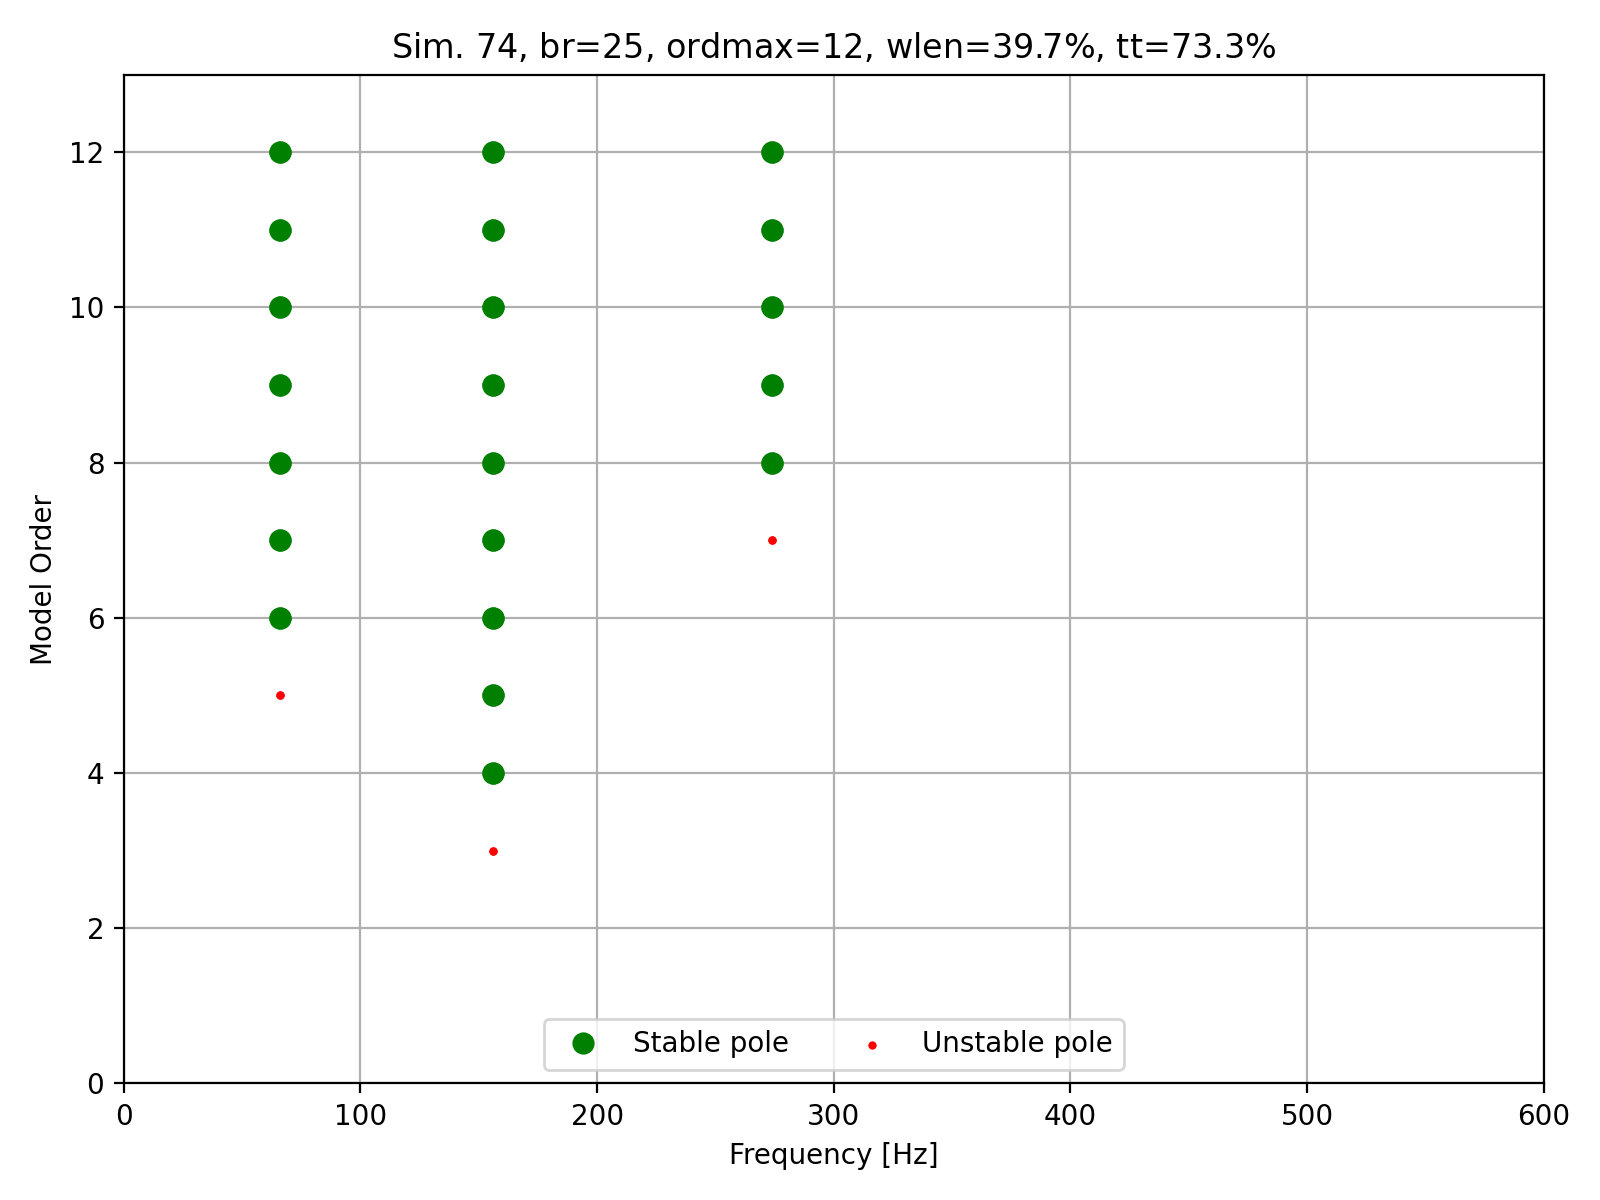 Sim. 74, br=25, ordmax=12, wlen=39.7%, tt=73.3%
12
10
8
6
4
2
0
Model Order
Stable pole
Unstable pole
0 100 200 300 400 500 600
Frequency [Hz]